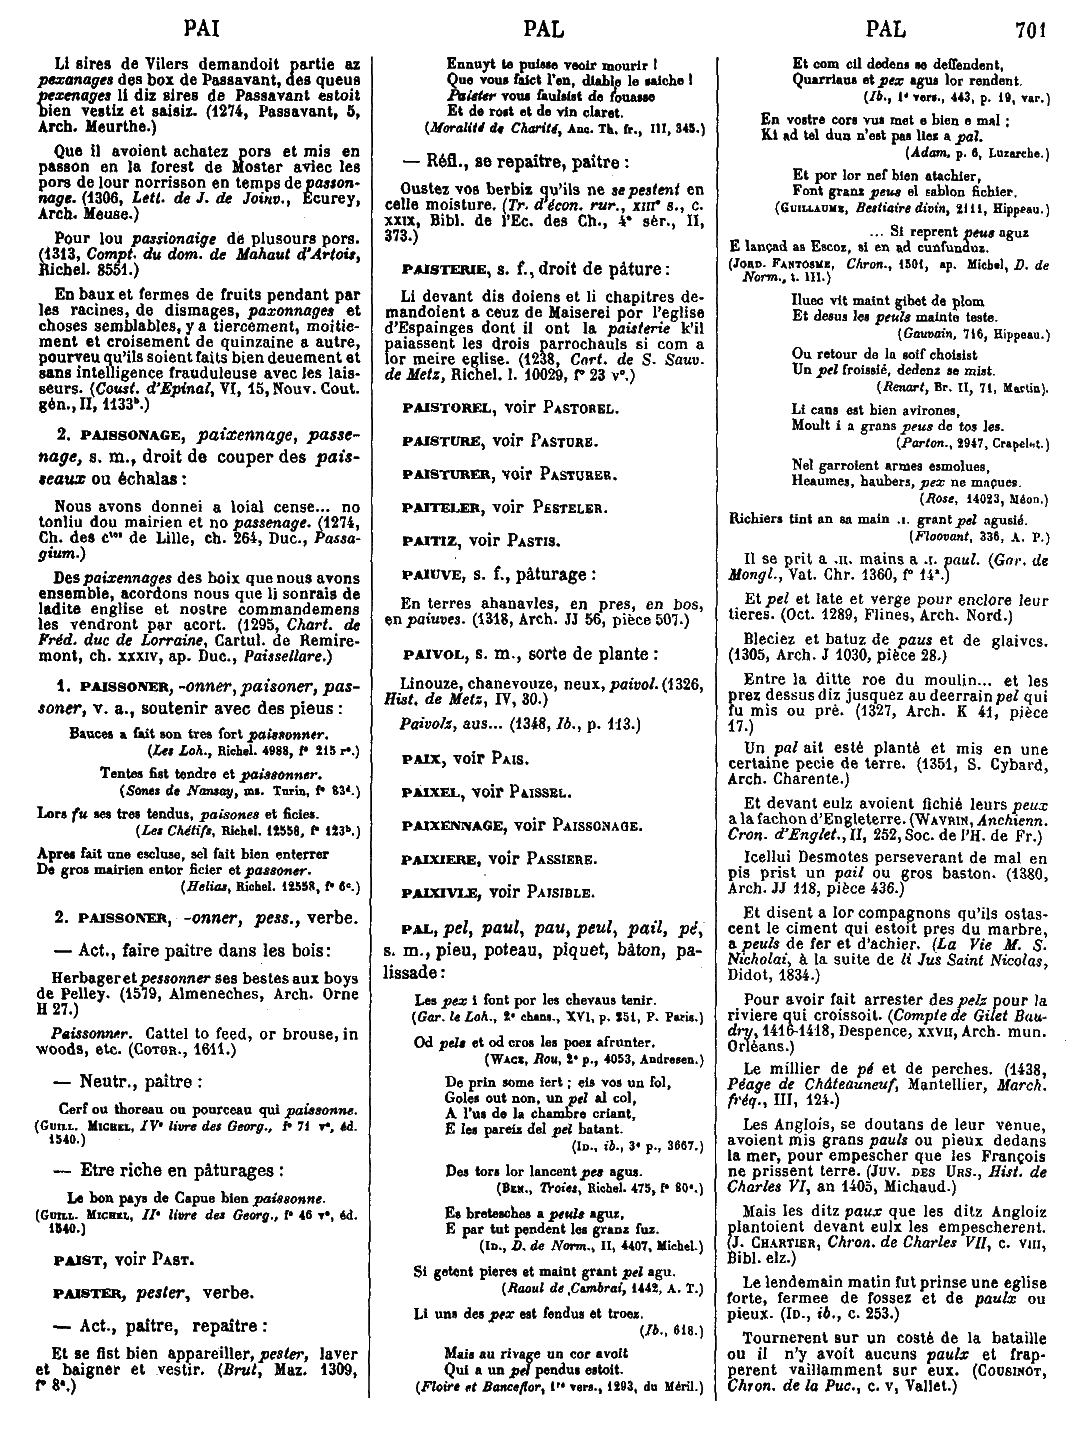 PAI
PAL
PAL
701
Li sires de Vilers demandoit partie az
pexanages des box de Passavant, des queus
pexenages li diz sires de Passavant estoit
bien vestiz et saisiz. (1274, Passavant, 5,
Arch. Meurthe.)
Que il avoient achatez pors et mis en
passon en la forest de Moster aviec les
pors de lour norrisson en temps de passon-
nage. (1306, Lett. de J. de Joinv., Ecurey,
Arch. Meuse.)
Pour lou passionaige de plusours pors.
(1313, Compt. du dom. de Mahaut d'Artois,
Richel. 8551.)
En baux et fermes de fruits pendant par
les racines, de dismages, paxonnages et
choses semblables, y a tiercement, moitie-
ment et croisement de quinzaine a autre,
pourveu qu'ils soient faits bien deuement et
sans intelligence frauduleuse avec les lais-
seurs. (Coust. d'Epinal, VI, 15, Nouv. Cout.
gén., II, 1133ᵇ.)
2. PAISSONAGE, paixennage, passe-
nage, s. m., droit de couper des pais-
seaux ou échalas :
Nous avons donnei a loial cense... no
tonliu dou mairien et no passenage. (1274,
Ch. des cᵗᵉˢ de Lille, ch. 264, Duc., Passa-
gium.)
Des paixennages des boix que nous avons
ensemble, acordons nous que li sonrais de
ladite englise et nostre commandemens
les vendront par acort. (1295, Chart. de
Fréd. duc de Lorraine, Cartul. de Remire-
mont, ch. XXXIV, ap. Duc., Paissellare.)
1. PAISSONER, -onner, paisoner, pas-
soner, v. a., soutenir avec des pieus :
Bauces a fait son tres fort paissonner.
(Les Loh., Richel. 4988, fᵒ 215 rᵒ.)
Tentes fist tendre et paissonner.
(Sones de Nansay, ms. Turin, fᵒ 83ᵈ.)
Lors fu ses tres tendus, paisones et ficies.
(Les Chétifs, Richel. 12558, fᵒ 123ᵇ.)
Apres fait une escluse, sel fait bien enterrer
De gros mairien entor ficier et passoner.
(Helias, Richel. 12558, fᵒ 6ᶜ.)
2. PAISSONER, -onner, pess., verbe.
— Act., faire paitre dans les bois :
Herbager et pessonner ses bestes aux boys
de Pelley. (1579, Almeneches, Arch. Orne
H 27.)
Paissonner. Cattel to feed, or brouse, in
woods, etc. (COTGR., 1611.)
— Neutr., paitre :
Cerf ou thoreau ou pourceau qui paissonne.
(GUILL. MICHEL, IVᵉ livre des Georg., fᵒ 71 vᵒ, éd.
1540.)
— Etre riche en pâturages :
Le bon pays de Capue bien paissonne.
(GUILL. MICHEL, IIᵉ livre des Georg., fᵒ 46 vᵒ, éd.
1540.)
PAIST, voir PAST.
PAISTER, pester, verbe.
— Act., paître, repaître :
Et se fist bien appareiller, pester, laver
et baigner et vestir. (Brut, Maz. 1309,
fᵒ 8ᵃ.)
Ennuyt te puisse venir mourir !
Que vous faict l'en, diable le saiche !
Paister vous faulsist de fouasse
Et de rost et de vin claret.
(Moralité de Charité, Anc. Th. fr., III, 345.)
— Réfl., se repaître, paitre :
Oustez vos berbiz qu'ils ne se pestent en
celle moisture. (Tr. d'écon. rur., XIIIᵉ s., c.
XXIX, Bibl. de l'Ec. des Ch., 4ᵉ sér., II,
373.)
PAISTERIE, s. f., droit de pâture :
Li devant dis doiens et li chapitres de-
mandoient a ceuz de Maiserei por l'eglise
d'Espainges dont il ont la paisterie k'il
paiassent les drois parrochauls si com a
lor meire eglise. (1238, Cart. de S. Sauv.
de Metz, Richel. l. 10029, fᵒ 23 vᵒ.)
PAISTOREL, voir PASTOREL.
PAISTURE, voir PASTURE.
PAISTURER, voir PASTURER.
PAITELER, voir PESTELER.
PAITIZ, voir PASTIS.
PAIUVE, s. f., pâturage :
En terres ahanavles, en pres, en bos,
en paiuves. (1318, Arch. JJ 56, pièce 507.)
PAIVOL, s. m., sorte de plante :
Linouze, chanevouze, neux, paivol. (1326,
Hist. de Metz, IV, 30.)
Paivolz, aus... (1348, Ib., p. 113.)
PAIX, voir PAIS.
PAIXEL, voir PAISSEL.
PAIXENNAGE, voir PAISSONAGE.
PAIXIERE, voir PASSIERE.
PAIXIVLE, voir PAISIBLE.
PAL, pel, paul, pau, peul, pail, pé,
s. m., pieu, poteau, piquet, bâton, pa-
lissade :
Les pex i font por les chevaus tenir.
(Gar. le Loh., 2ᵉ chans., XVI, p. 251, P. Paris.)
Od pels et od cros les poez afrunter.
(WACE, Rou, 2ᵉ p., 4053, Andresen.)
De prin some iert ; eis vos un fol,
Goles out non, un pel al col,
A l'us de la chambre criant,
E les pareiz del pel batant.
(ID., ib., 3ᵉ p., 3667.)
Des tors lor lancent pes agus.
(BEN., Troies, Richel. 475, fᵒ 80ᵃ.)
Es bretesches a peuls aguz,
E par tut pendent les granz fuz.
(ID., D. de Norm., II, 4407, Michel.)
Si getent pieres et maint grant pel agu.
(Raoul de Cambrai, 1442, A. T.)
Li uns des pex est fendus et troez.
(Ib., 618.)
Mais au rivage un cor avoit
Qui a un pel pendus estoit.
(Floire et Blanceflor, 1ʳᵉ vers., 1293, du Méril.)
Et com cil dedens se deffendent,
Quarriaus et pex agus lor rendent.
(Ib., 1ᵉ vers., 443, p. 19, var.)
En vostre cors vus met e bien e mal ;
Ki ad tel dun n'est pas liez a pal.
(Adam, p. 6, Luzarche.)
Et por lor nef bien atachier,
Font granz peus el sablon fichier.
(GUILLAUME, Bestiaire divin, 2111, Hippeau.)
... Si reprent peus aguz
E lançad as Escoz, si en ad cunfunduz.
(JORD. FANTOSME, Chron., 1501, ap. Michel, D. de
Norm., t. III.)
Iluec vit maint gibet de plom
Et desus les peuls mainte teste.
(Gauvain, 716, Hippeau.)
Ou retour de la soif choisist
Un pel froissié, dedenz se mist.
(Renart, Br. II, 71, Martin).
Li cans est bien avirones,
Moult i a grans peus de tos les.
(Parton., 2947, Crapelet.)
Nel garroient armes esmolues,
Heaumes, haubers, pex ne maçues.
(Rose, 14023, Méon.)
Richiers tint an sa main .I. grant pel agusié.
(Floovant, 336, A. P.)
Il se prit a .II. mains a .I. paul. (Gar. de
Mongl., Vat. Chr. 1360, fᵒ 14ᵃ.)
Et pel et late et verge pour enclore leur
tieres. (Oct. 1289, Flines, Arch. Nord.)
Bleciez et batuz de paus et de glaives.
(1305, Arch. J 1030, pièce 28.)
Entre la ditte roe du moulin... et les
prez dessus diz jusquez au deerrain pel qui
fu mis ou pré. (1327, Arch. K 41, pièce
17.)
Un pal ait esté planté et mis en une
certaine pecie de terre. (1351, S. Cybard,
Arch. Charente.)
Et devant eulz avoient fichié leurs peux
a la fachon d'Engleterre. (WAVRIN, Anchienn.
Cron. d'Englet., II, 252, Soc. de l'H. de Fr.)
Icellui Desmotes perseverant de mal en
pis prist un pail ou gros baston. (1380,
Arch. JJ 118, pièce 436.)
Et disent a lor compagnons qu'ils ostas-
cent le ciment qui estoit pres du marbre,
a peuls de fer et d'achier. (La Vie M. S.
Nicholai, à la suite de li Jus Saint Nicolas,
Didot, 1834.)
Pour avoir fait arrester des pelz pour la
riviere qui croissoit. (Compte de Gilet Bau-
dry, 1416-1418, Despence, XXVII, Arch. mun.
Orléans.)
Le millier de pé et de perches. (1438,
Péage de Châteauneuf, Mantellier, March.
fréq., III, 124.)
Les Anglois, se doutans de leur venue,
avoient mis grans pauls ou pieux dedans
la mer, pour empescher que les François
ne prissent terre. (JUV. DES URS., Hist. de
Charles VI, an 1405, Michaud.)
Mais les ditz paux que les ditz Angloiz
plantoient devant eulx les empescherent.
(J. CHARTIER, Chron. de Charles VII, c. VIII,
Bibl. elz.)
Le lendemain matin fut prinse une eglise
forte, fermee de fossez et de paulx ou
pieux. (ID., ib., c. 253.)
Tournerent sur un costé de la bataille
ou il n'y avoit aucuns paulx et frap-
perent vaillamment sur eux. (COUSINOT,
Chron. de la Puc., c. V, Vallet.)